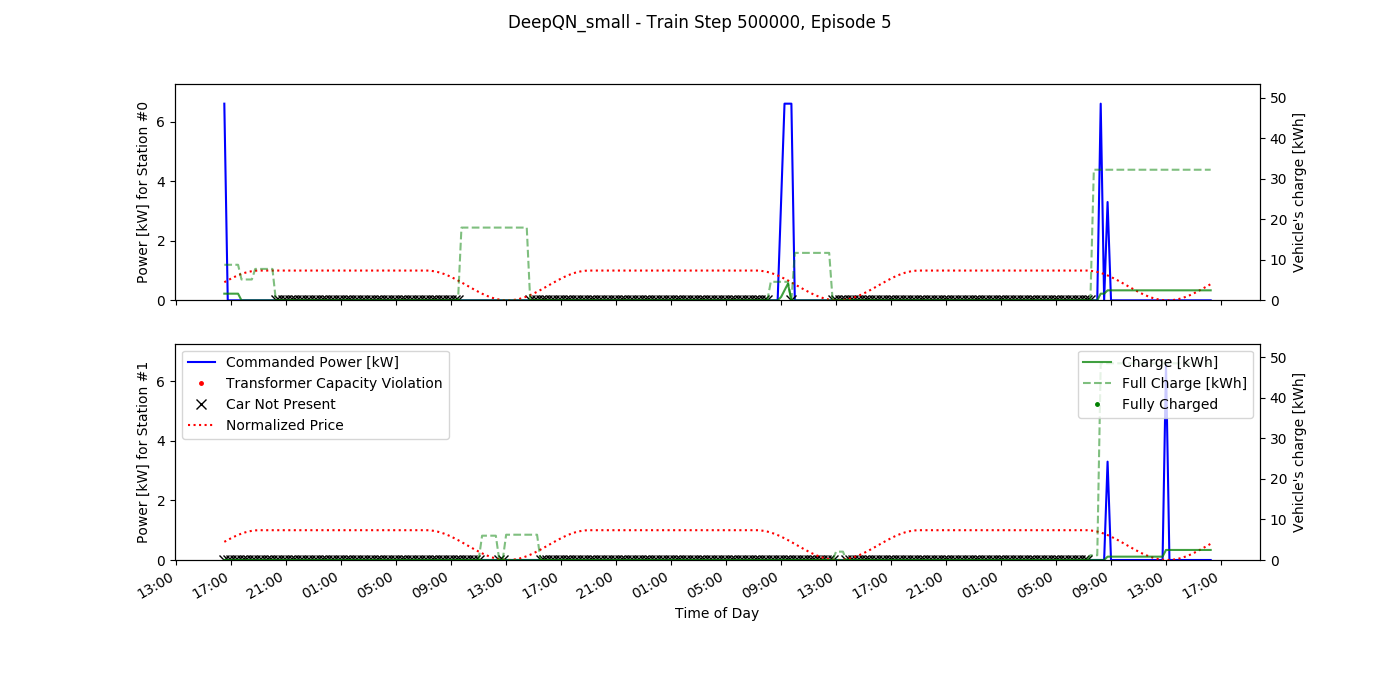 DeepQN_small - Train Step 500000, Episode 5
Power [kW] for Station #0
6
4
2
0
50
40
30
20
10
0
Vehicle's charge [kWh]
Power [kW] for Station #1
6
4
2
0
Commanded Power [kW]
Transformer Capacity Violation
Car Not Present
Normalized Price
Charge [kWh]
Full Charge [kWh]
Fully Charged
50
40
30
20
10
0
Vehicle's charge [kWh]
13:00 17:00 21:00 01:00 05:00 09:00 13:00 17:00 21:00 01:00 05:00 09:00 13:00 17:00 21:00 01:00 05:00 09:00 13:00 17:00
Time of Day